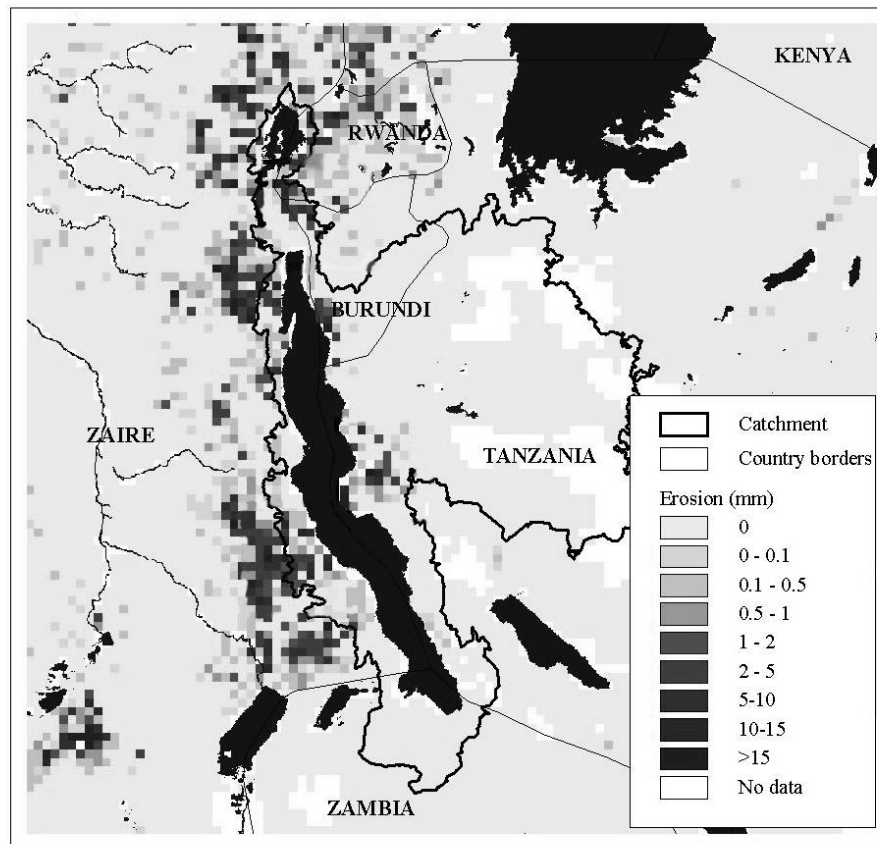 KENYA
RWANDA
BURUNDI
ZAIRE
TANZANIA
ZAMBIA
Catchment
Country borders
Erosion (mm)
0
0 - 0.1
0.1 - 0.5
0.5 - 1
1 - 2
2 - 5
5-10
10-15
>15
No data